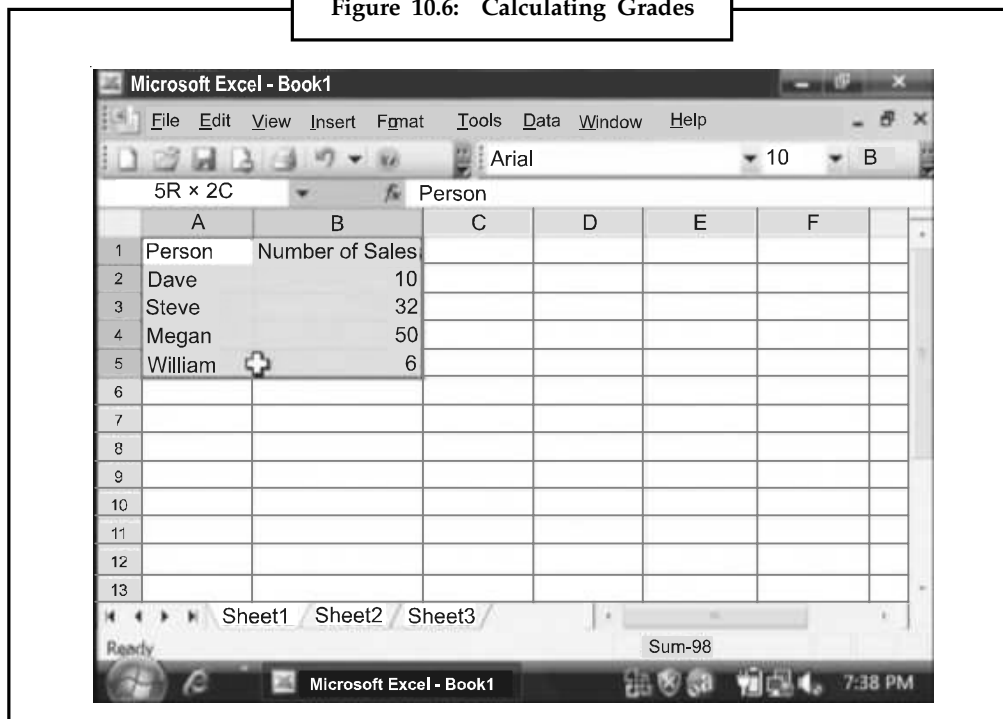 Figure 10.6: Calculating Grades
Microsoft Excel - Book1
File Edit View Insert Fomat Tools Data Window Help
Arial 10 B
5R × 2C fx Person
A B C D E F
1 Person Number of Sales
2 Dave 10
3 Steve 32
4 Megan 50
5 William 6
6
7
8
9
10
11
12
13
Sheet1 Sheet2 Sheet3
Ready Sum-98
Microsoft Excel - Book1 7:38 PM